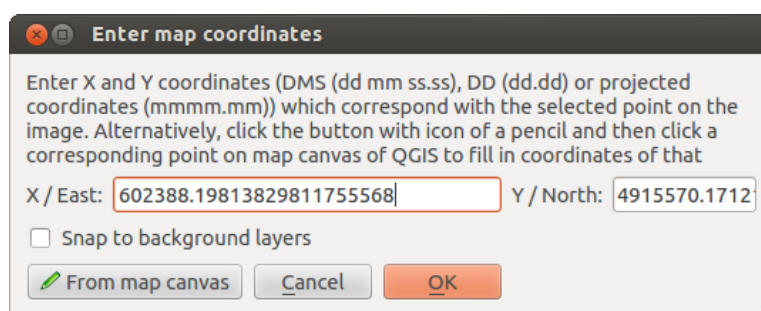 Enter map coordinates
Enter X and Y coordinates (DMS (dd mm ss.ss), DD (dd.dd) or projected
coordinates (mmmm.mm)) which correspond with the selected point on the
image. Alternatively, click the button with icon of a pencil and then click a
corresponding point on map canvas of QGIS to fill in coordinates of that
X / East: 602388.19813829811755568 Y / North: 4915570.1712
Snap to background layers
From map canvas Cancel OK